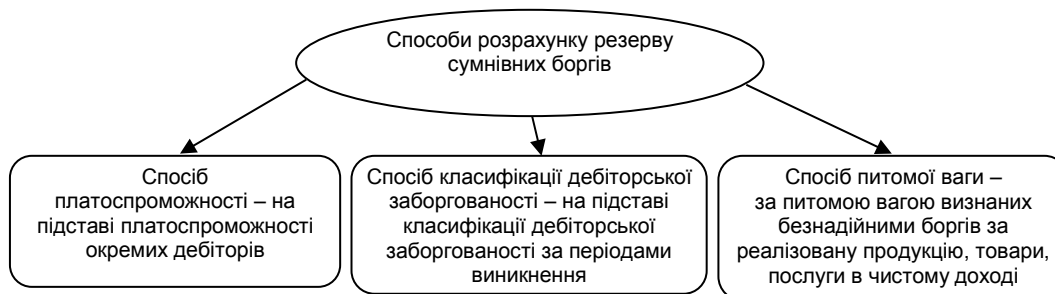 Способи розрахунку резерву
сумнівних боргів
Спосіб
платоспроможності – на
підставі платоспроможності
окремих дебіторів
Спосіб класифікації дебіторської
заборгованості – на підставі
класифікації дебіторської
заборгованості за періодами
виникнення
Спосіб питомої ваги –
за питомою вагою визнаних
безнадійними боргів за
реалізовану продукцію, товари,
послуги в чистому доході